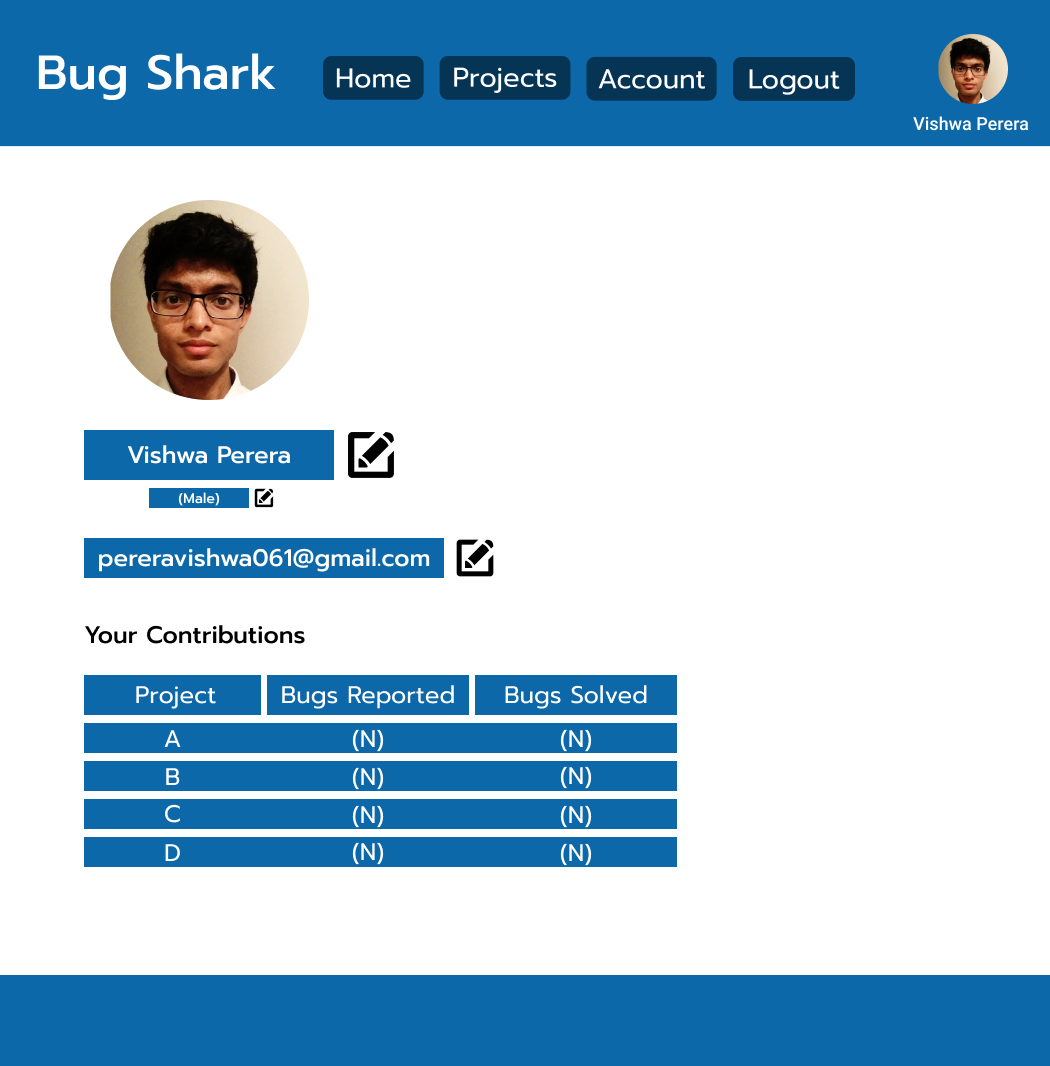 Bug Shark Home Projects Account Logout
Vishwa Perera
Vishwa Perera
(Male)
pereravishwa061@gmail.com
Your Contributions
Project Bugs Reported Bugs Solved
A (N) (N)
B (N) (N)
C (N) (N)
D (N) (N)